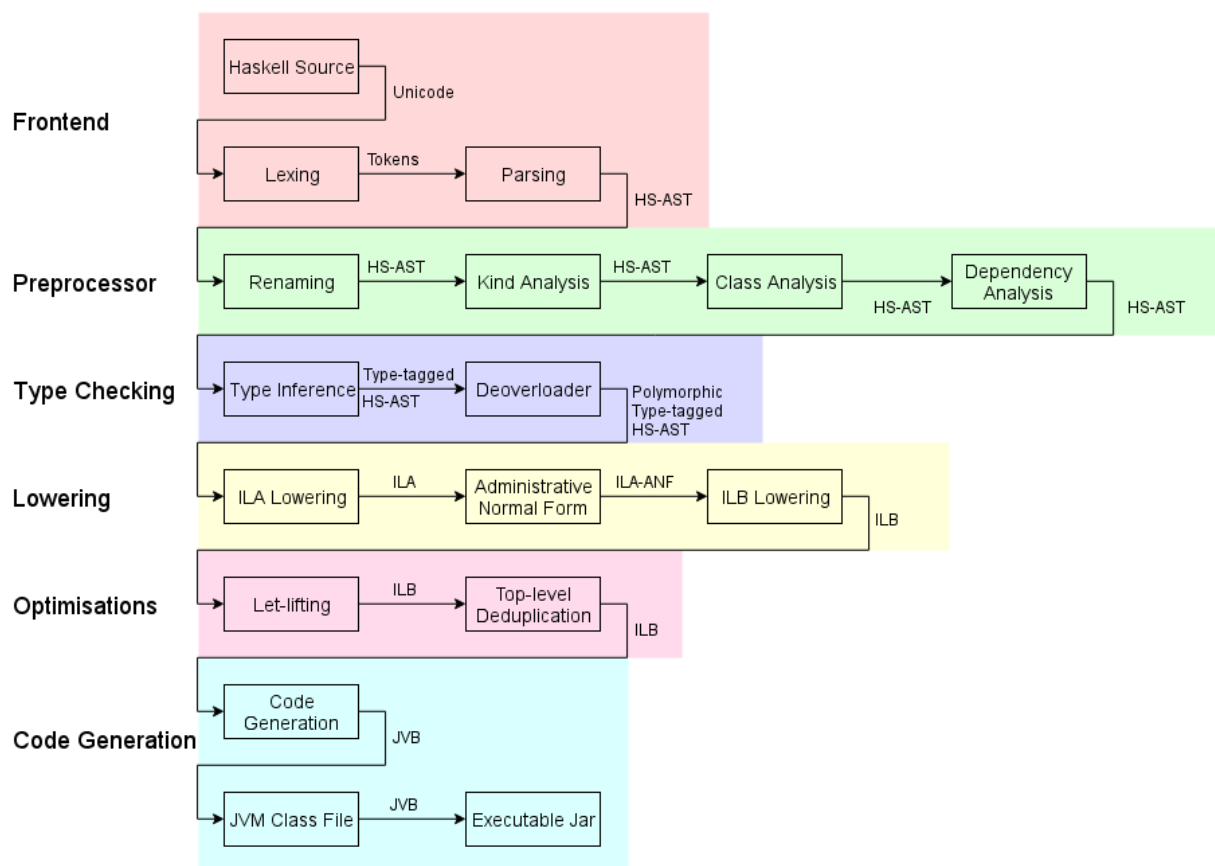 Haskell Source
Unicode
Frontend
Lexing
Tokens
Parsing
HS-AST
Preprocessor
Renaming
HS-AST
Kind Analysis
HS-AST
Class Analysis
HS-AST
Dependency
Analysis
HS-AST
Type Checking
Type Inference
Type-tagged
HS-AST
Deoverloader
Polymorphic
Type-tagged
HS-AST
Lowering
ILA Lowering
ILA
Administrative
Normal Form
ILA-ANF
ILB Lowering
ILB
Optimisations
Let-lifting
ILB
Top-level
Deduplication
ILB
Code Generation
Code
Generation
JVB
JVM Class File
JVB
Executable Jar